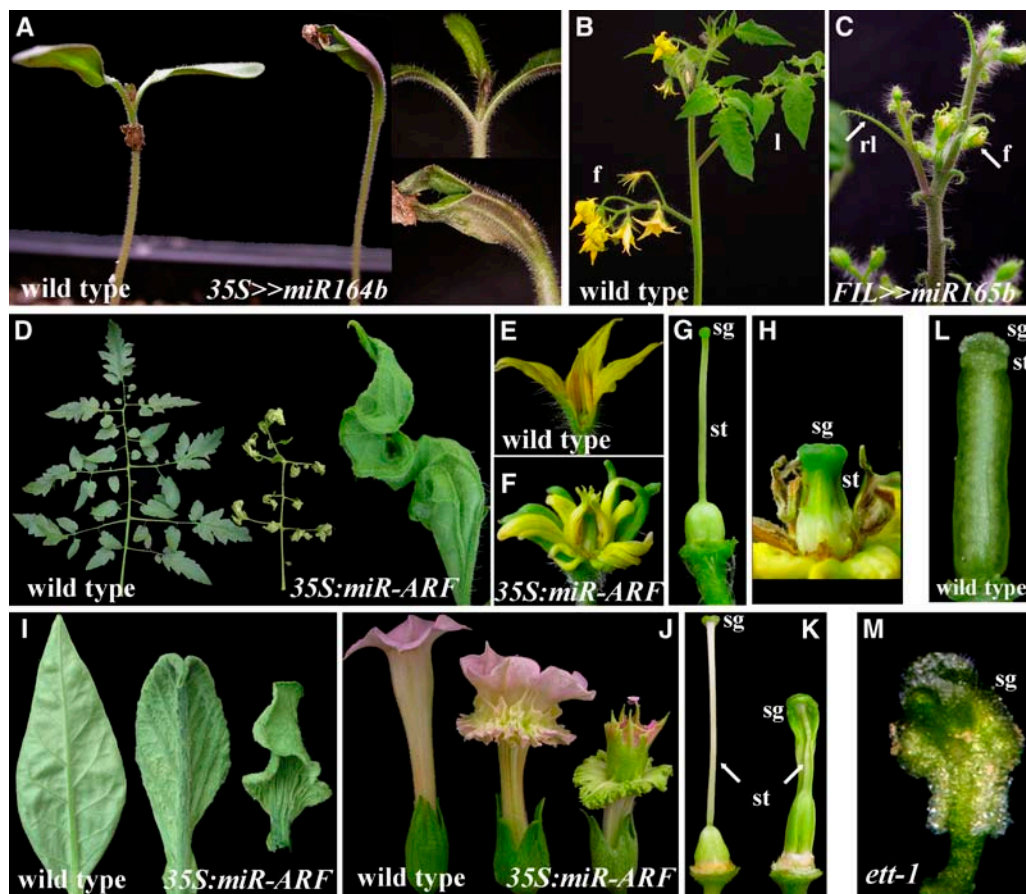 A
wild type
35S>>miR164b
B
f
l
wild type
C
rl
f
FIL>>miR165b
D
wild type
35S:miR-ARF
E
wild type
F
35S:miR-ARF
G
sg
st
H
sg
st
L
sg
st
wild type
I
wild type
35S:miR-ARF
J
wild type
35S:miR-ARF
K
sg
sg
st
M
sg
ett-1